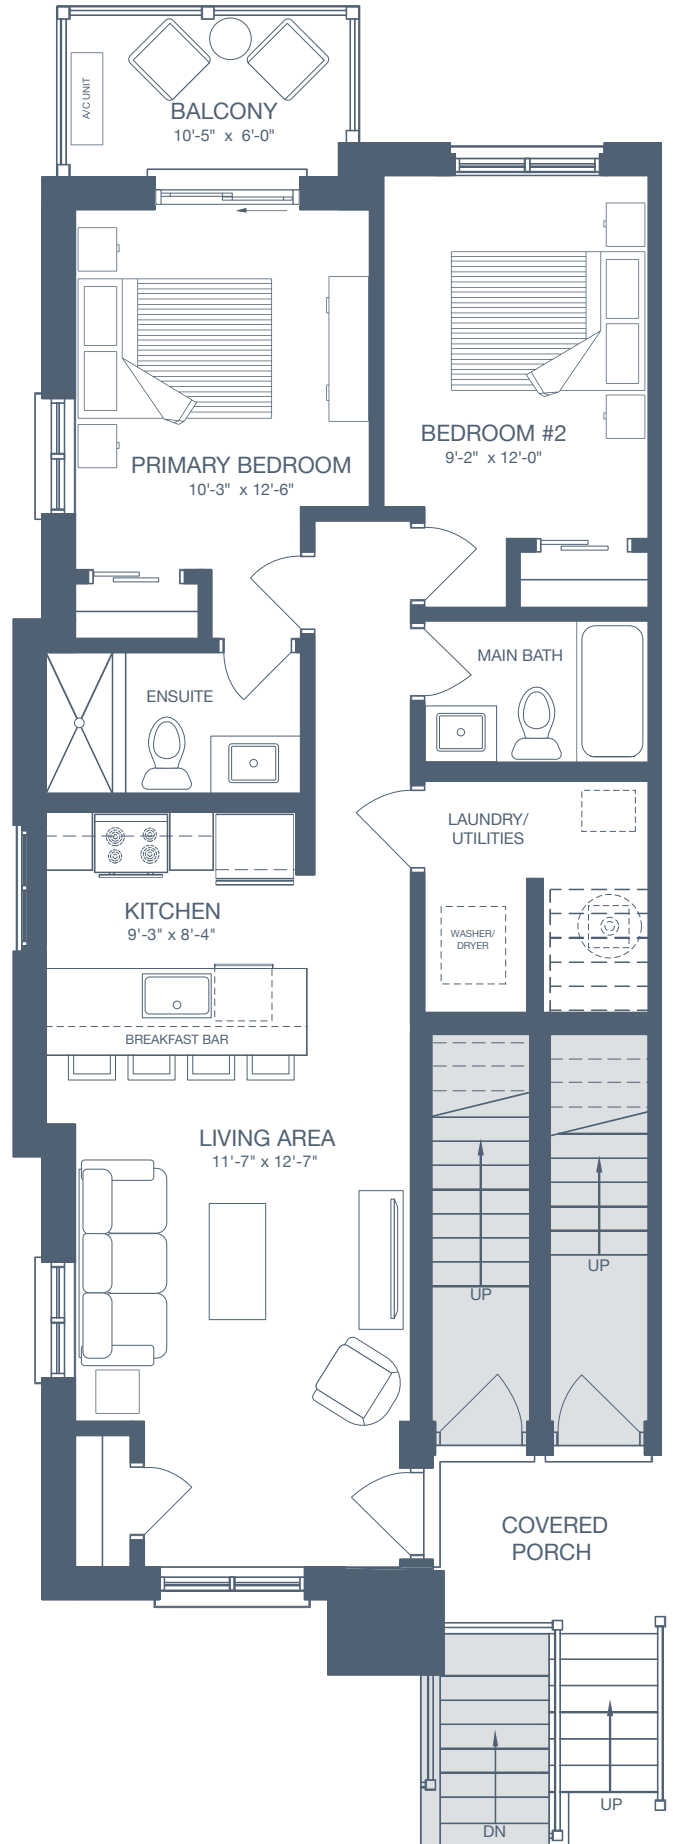 A/C UNIT
BALCONY
10'-5" x 6'-0"
BEDROOM #2
9'-2" x 12'-0"
PRIMARY BEDROOM
10'-3" x 12'-6"
MAIN BATH
ENSUITE
LAUNDRY/
UTILITIES
KITCHEN
9'-3" x 8'-4"
WASHER/
DRYER
BREAKFAST BAR
LIVING AREA
11'-7" x 12'-7"
UP
UP
COVERED
PORCH
UP
DN